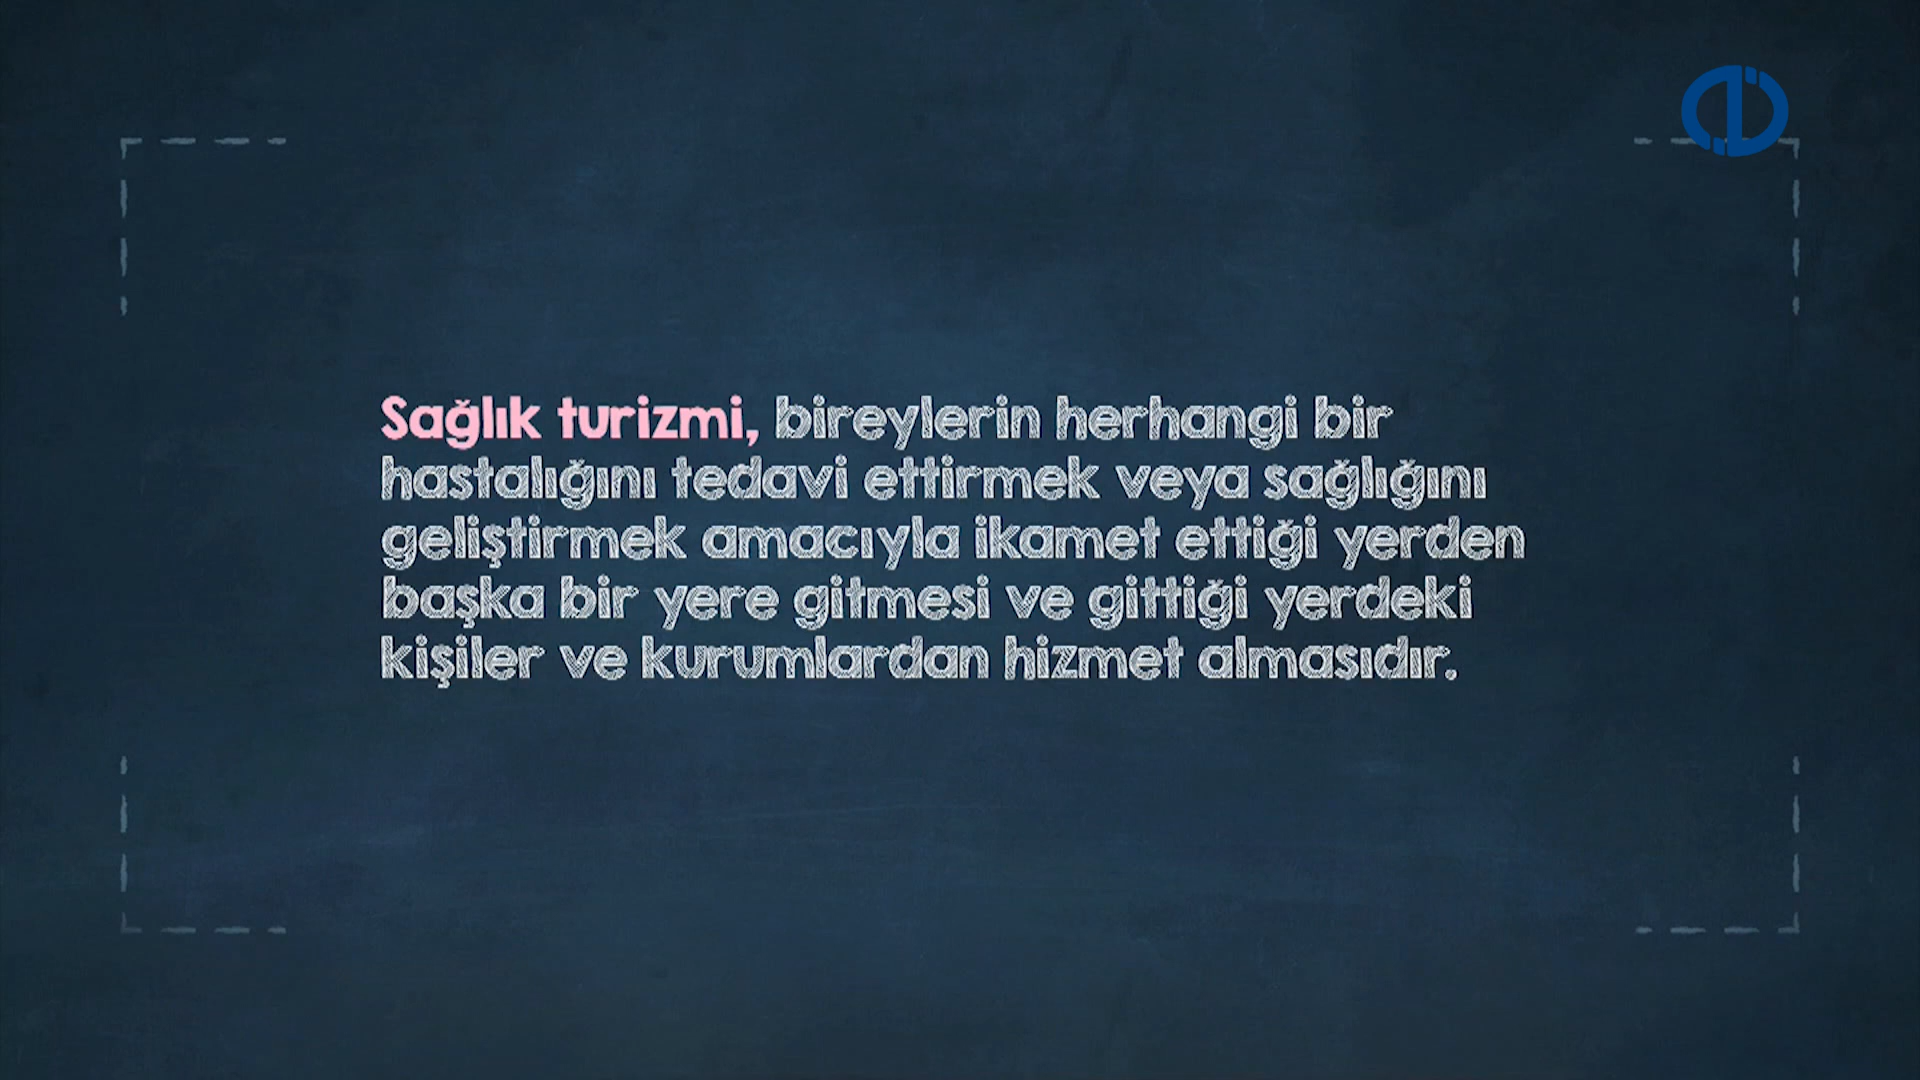 Sağlık turizmi, bireylerin herhangi bir
hastalığını tedavi ettirmek veya sağlığını
geliştirmek amacıyla ikamet ettiği yerden
başka bir yere gitmesi ve gittiği yerdeki
kişiler ve kurumlardan hizmet almasıdır.